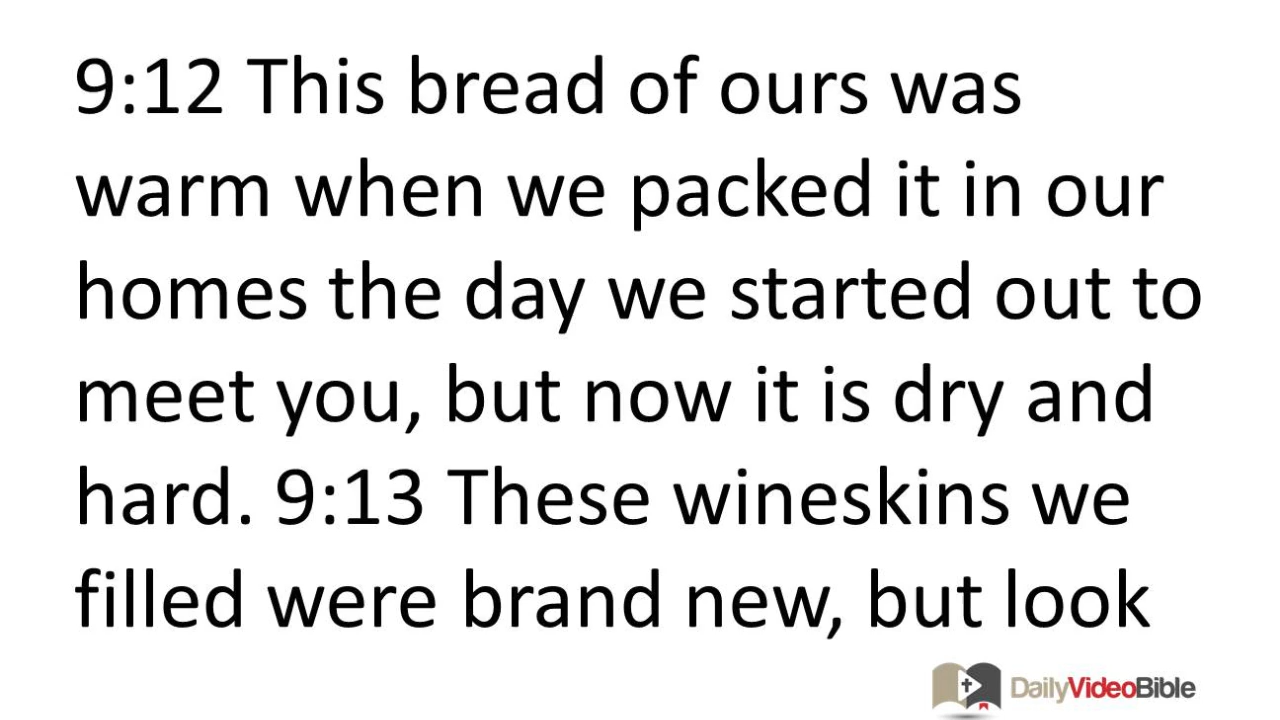 9:12 This bread of ours was
warm when we packed it in our
homes the day we started out to
meet you, but now it is dry and
hard. 9:13 These wineskins we
filled were brand new, but look
DailyVideoBible